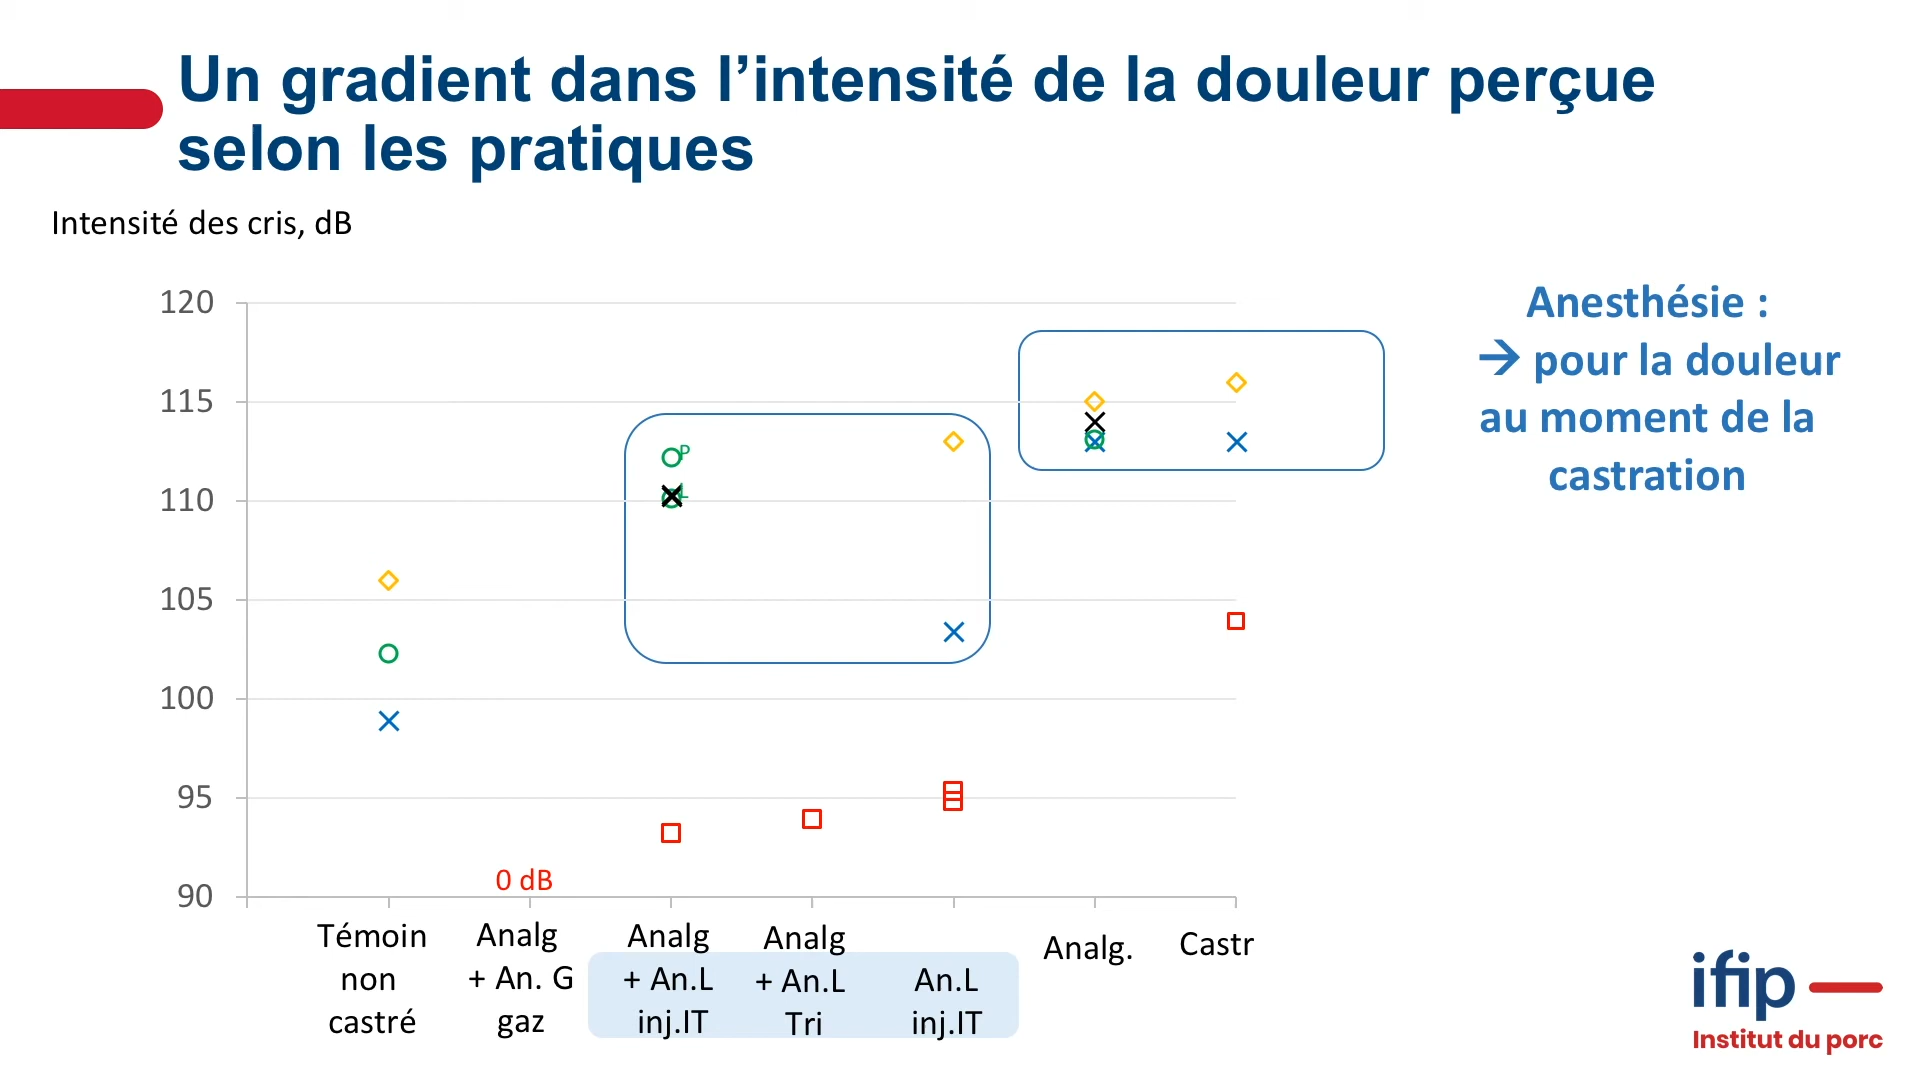 Un gradient dans l’intensité de la douleur perçue
selon les pratiques
Intensité des cris, dB
120
115
110
105
100
95
90
P
L
0 dB
Témoin
non
castré
Analg
+ An. G
gaz
Analg
+ An.L
inj.IT
Analg
+ An.L
Tri
An.L
inj.IT
Analg.
Castr
Anesthésie :
→ pour la douleur
au moment de la
castration
ifip
Institut du porc